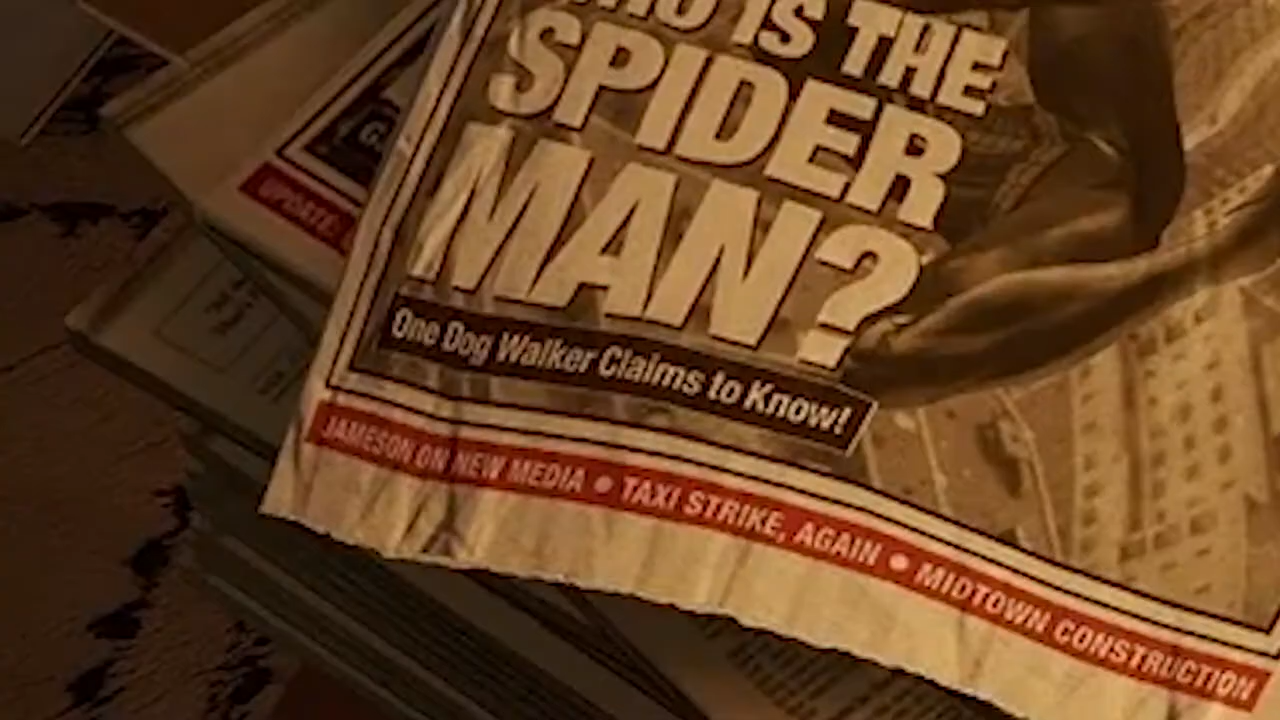 WHO IS THE
SPIDER
MAN?
One Dog Walker Claims to Know!
JAMESON ON NEW MEDIA • TAXI STRIKE, AGAIN • MIDTOWN CONSTRUCTION
UPDATE: